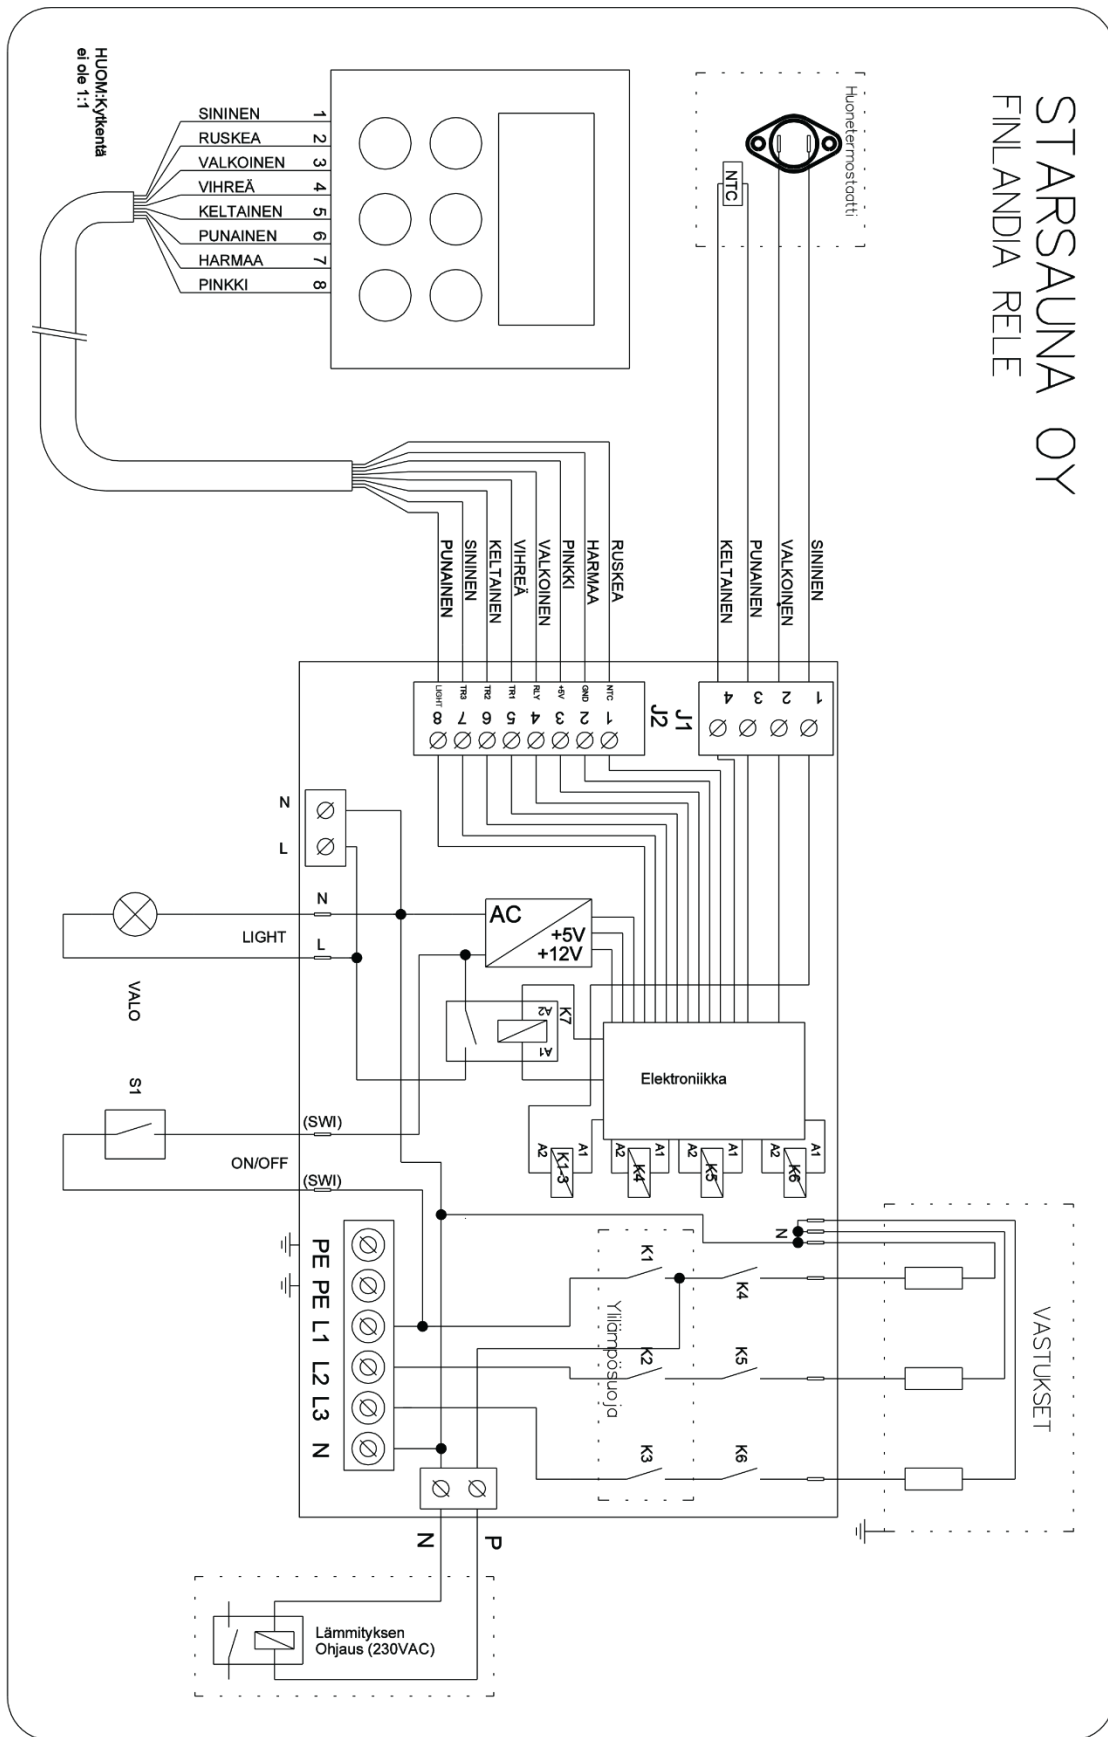 STARSAUNA OY
FINLANDIA RELE
HUOM:Kytkentä
ei ole 1:1
SININEN 1
RUSKEA 2
VALKOINEN 3
VIHREÄ 4
KELTAINEN 5
PUNAINEN 6
HARMAA 7
PINKKI 8
Huonetermostaatti
NTC
SININEN
VALKOINEN
PUNAINEN
KELTAINEN
RUSKEA
HARMAA
PINKKI
VALKOINEN
VIHREÄ
KELTAINEN
SININEN
PUNAINEN
J1
1
2
3
4
J2
NTC 1
GND 2
+5V 3
RLY 4
TR1 5
TR2 6
TR3 7
LIGHT 8
N
L
N
LIGHT
L
VALO
AC
+5V
+12V
K7
A2
A1
Elektroniikka
S1
(SWI)
ON/OFF
(SWI)
A2 K1-3 A1
A2 K4 A1
A2 K5 A1
A2 K6 A1
PE
PE
L1
L2
L3
N
Ylilämpösuoja
K1
K2
K3
K4
K5
K6
N
VASTUKSET
N
P
Lämmityksen
Ohjaus (230VAC)